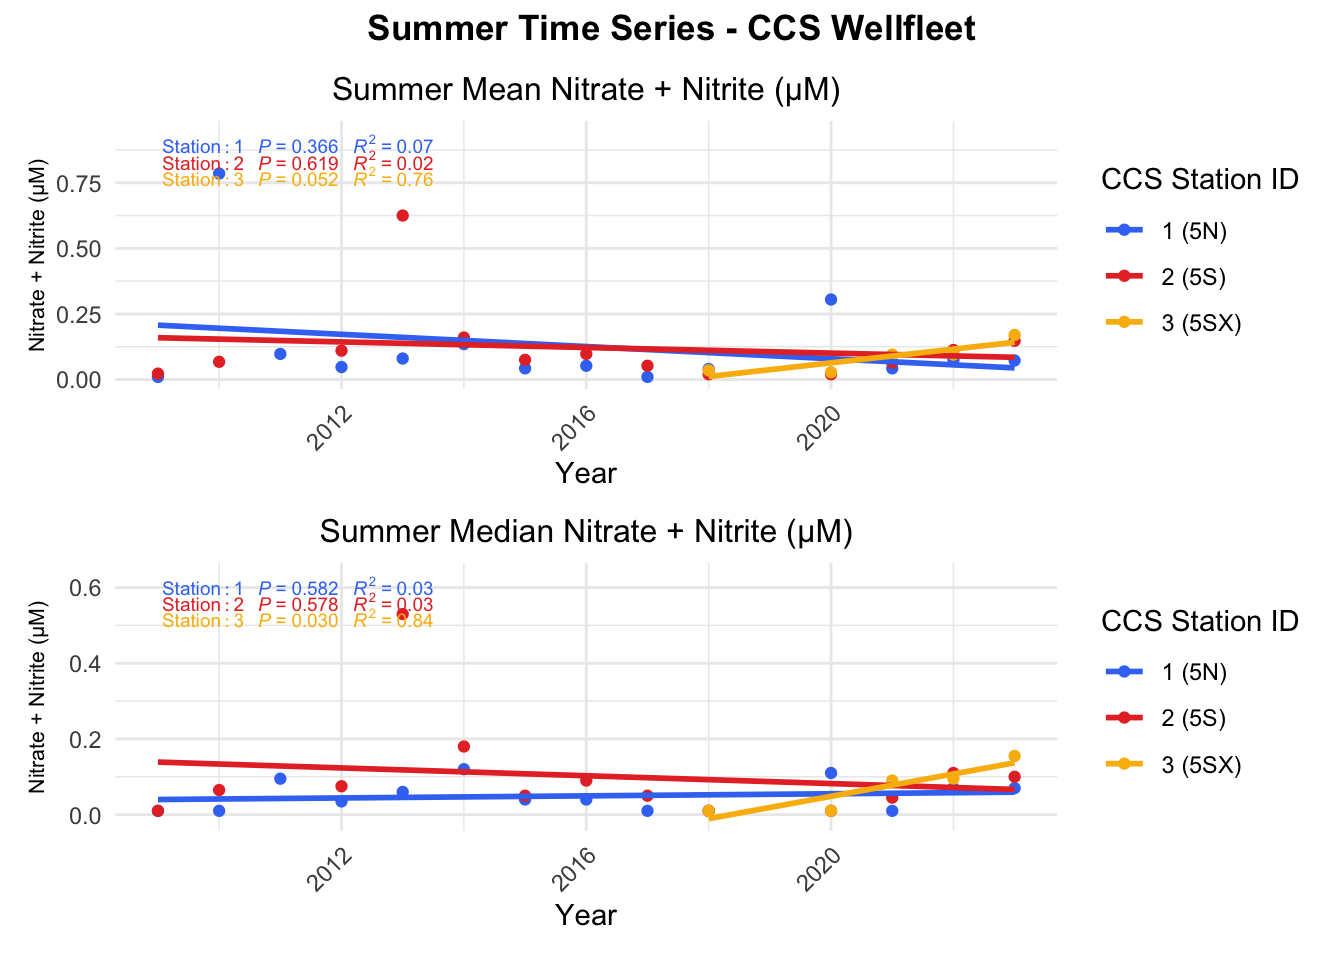 Summer Time Series - CCS Wellfleet
Summer Mean Nitrate + Nitrite (μM)
Station : 1 P = 0.366 R² = 0.07
Station : 2 P = 0.619 R² = 0.02
Station : 3 P = 0.052 R² = 0.76
Nitrate + Nitrite (μM)
0.75
0.50
0.25
0.00
2012
2016
2020
Year
CCS Station ID
1 (5N)
2 (5S)
3 (5SX)
Summer Median Nitrate + Nitrite (μM)
Station : 1 P = 0.582 R² = 0.03
Station : 2 P = 0.578 R² = 0.03
Station : 3 P = 0.030 R² = 0.84
Nitrate + Nitrite (μM)
0.6
0.4
0.2
0.0
2012
2016
2020
Year
CCS Station ID
1 (5N)
2 (5S)
3 (5SX)